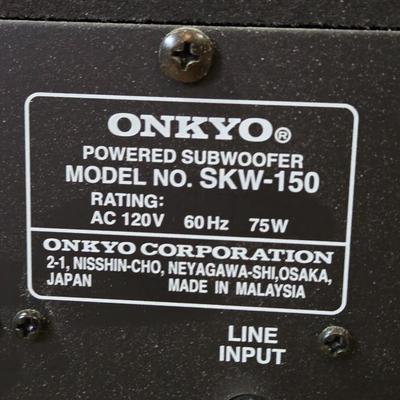 ONKYO®
POWERED SUBWOOFER
MODEL NO. SKW-150
RATING:
AC 120V 60Hz 75W
ONKYO CORPORATION
2-1, NISSHIN-CHO, NEYAGAWA-SHI,OSAKA,
JAPAN MADE IN MALAYSIA
LINE
INPUT